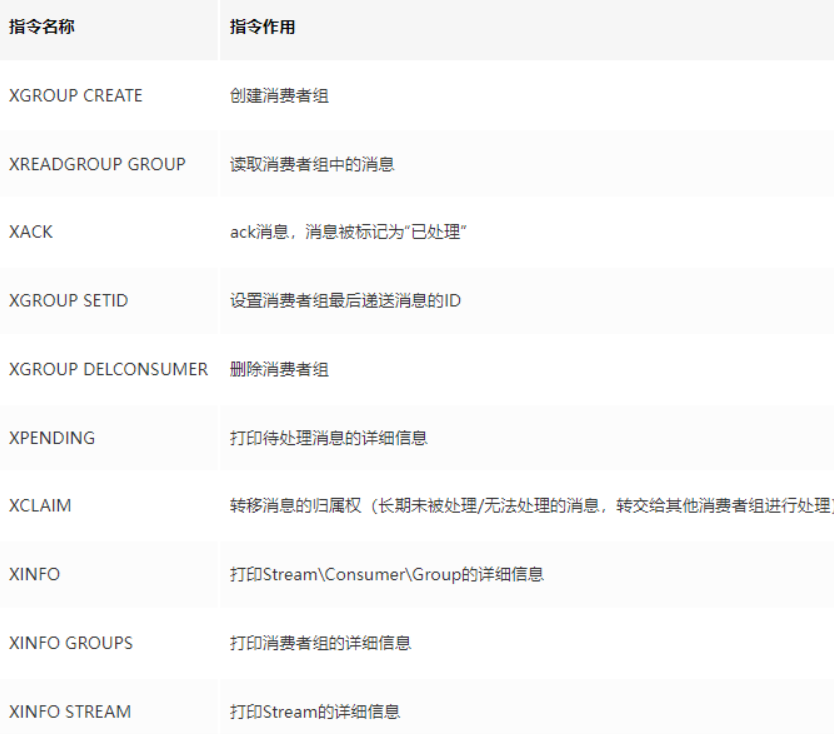 指令名称 指令作用
XGROUP CREATE 创建消费者组
XREADGROUP GROUP 读取消费者组中的消息
XACK ack消息，消息被标记为“已处理”
XGROUP SETID 设置消费者组最后递送消息的ID
XGROUP DELCONSUMER 删除消费者组
XPENDING 打印待处理消息的详细信息
XCLAIM 转移消息的归属权（长期未被处理/无法处理的消息，转交给其他消费者组进行处理）
XINFO 打印Stream\Consumer\Group的详细信息
XINFO GROUPS 打印消费者组的详细信息
XINFO STREAM 打印Stream的详细信息